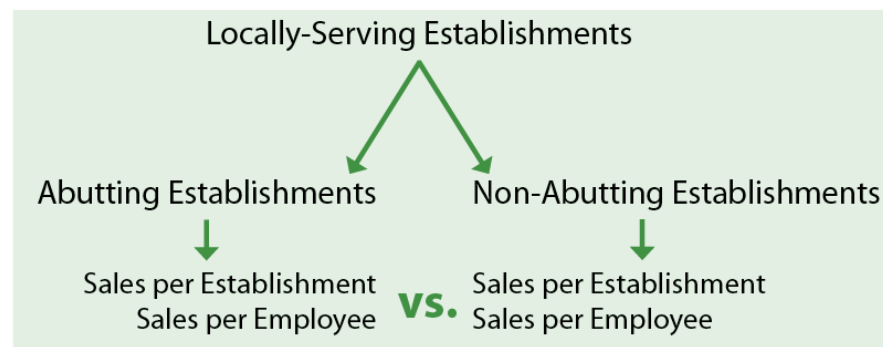 Locally-Serving Establishments
Abutting Establishments
Non-Abutting Establishments
Sales per Establishment
Sales per Employee
vs.
Sales per Establishment
Sales per Employee